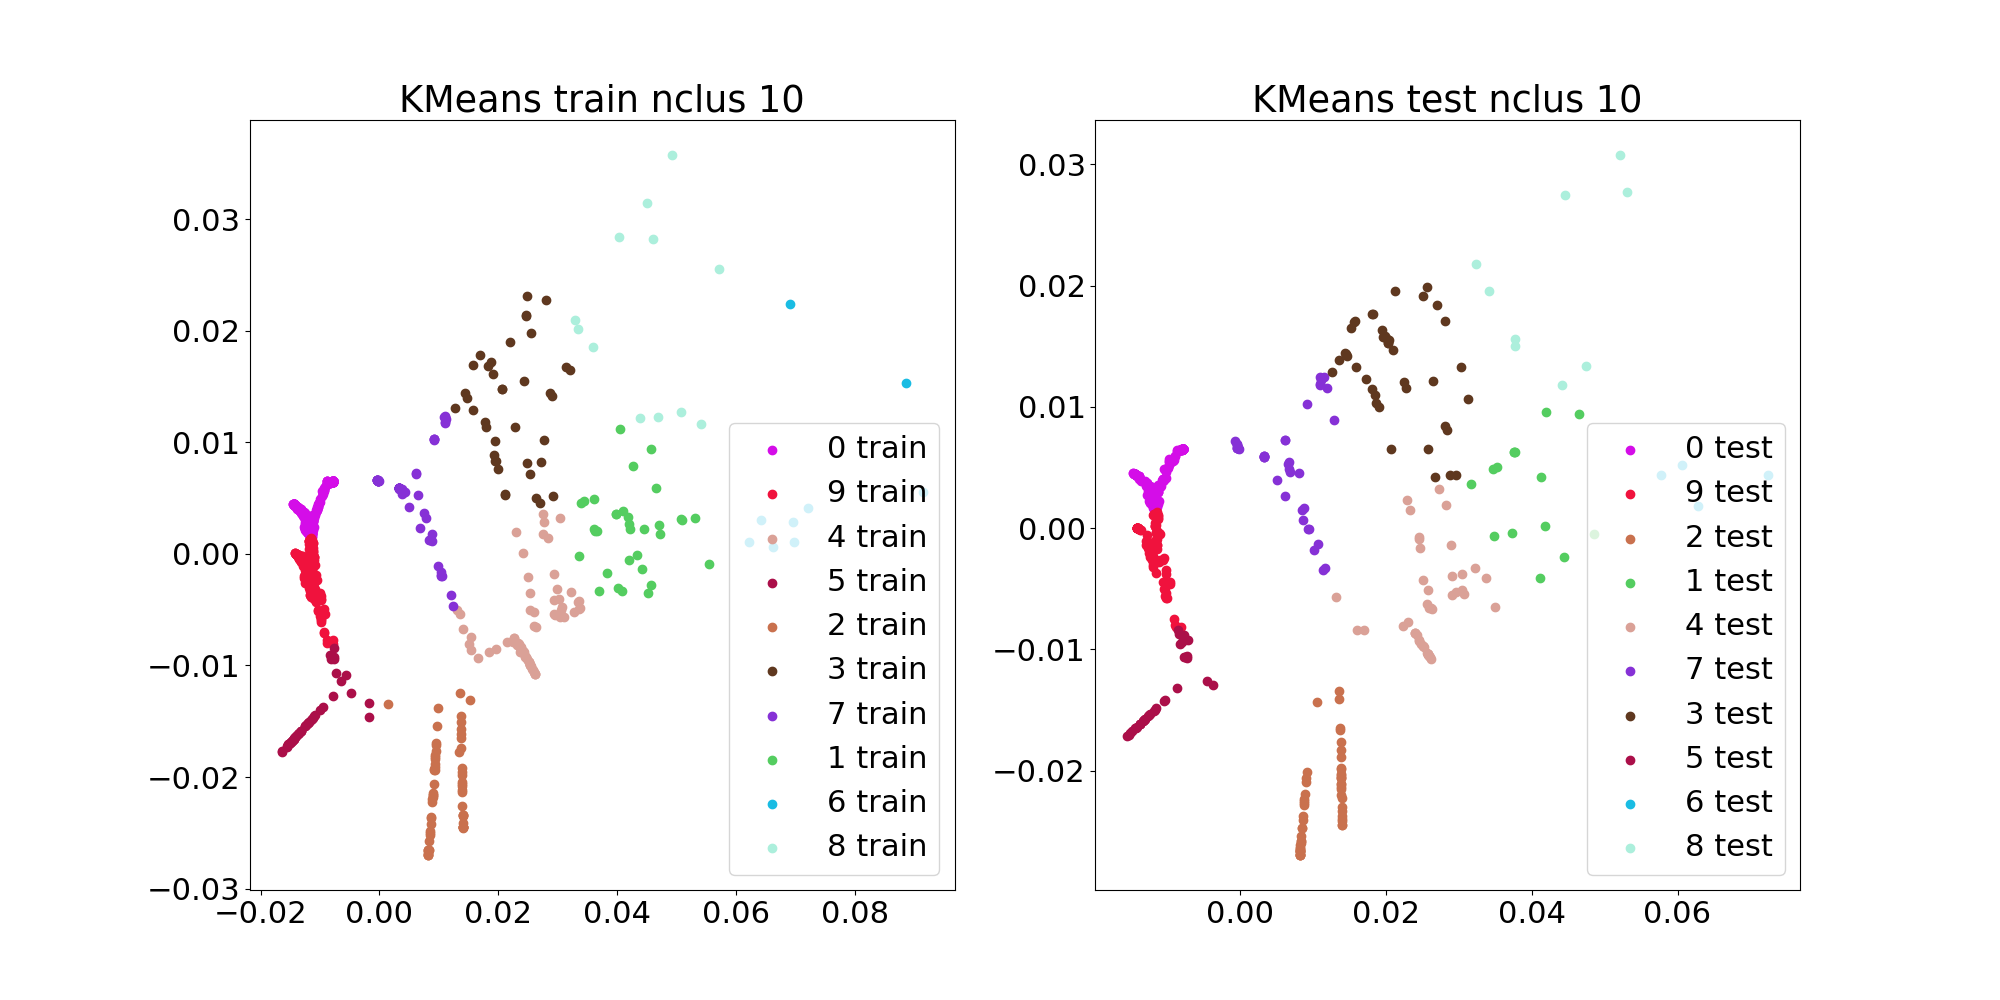 KMeans train nclus 10
0.03
0.02
0.01
0.00
−0.01
−0.02
−0.03
−0.02
0.00
0.02
0.04
0.06
0.08
0 train
9 train
4 train
5 train
2 train
3 train
7 train
1 train
6 train
8 train
KMeans test nclus 10
0.03
0.02
0.01
0.00
−0.01
−0.02
0.00
0.02
0.04
0.06
0 test
9 test
2 test
1 test
4 test
7 test
3 test
5 test
6 test
8 test